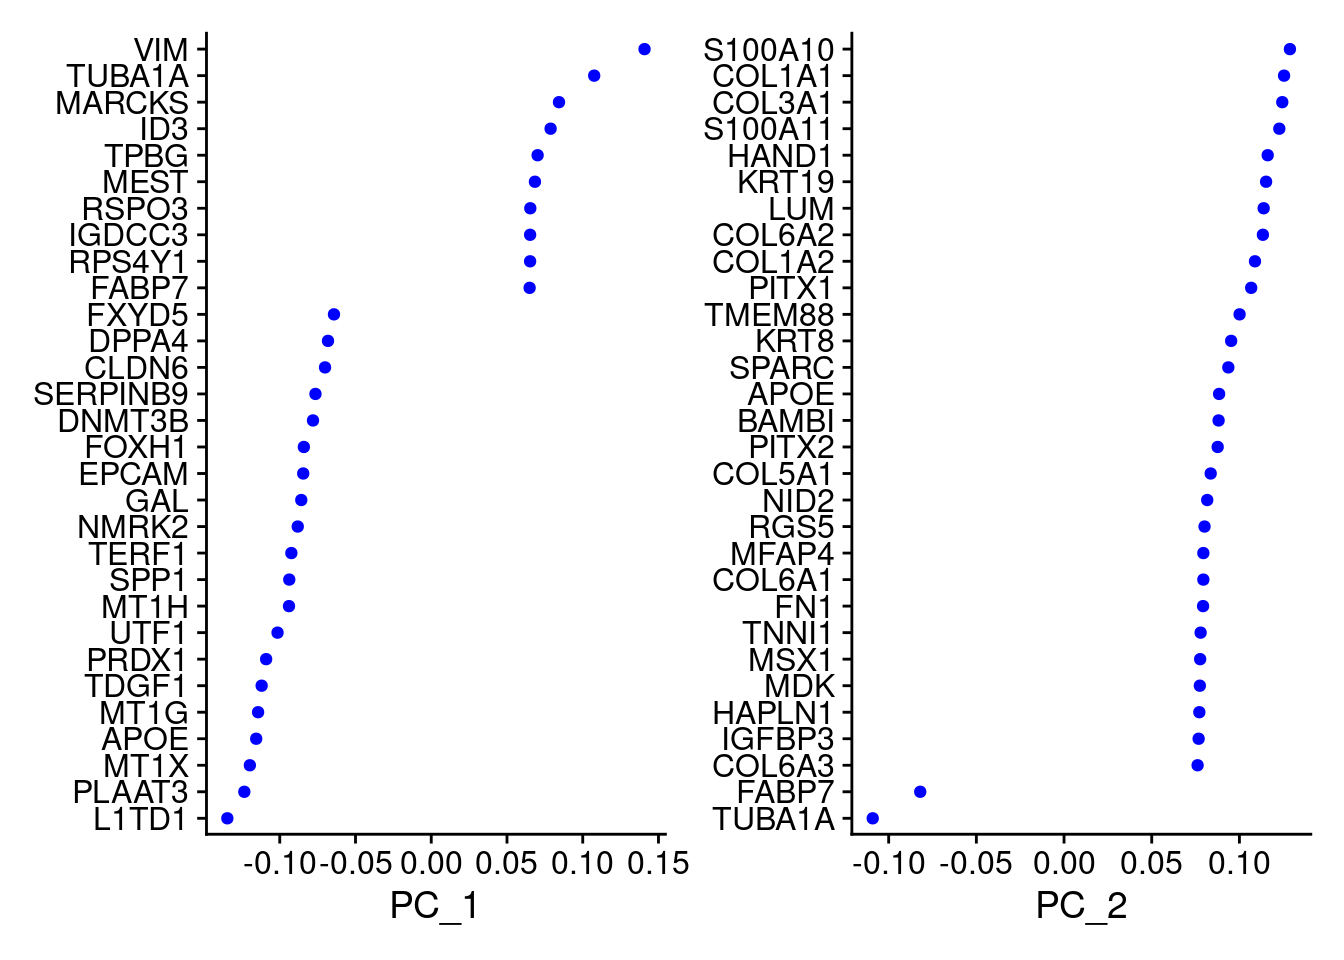 VIM
TUBA1A
MARCKS
ID3
TPBG
MEST
RSPO3
IGDCC3
RPS4Y1
FABP7
FXYD5
DPPA4
CLDN6
SERPINB9
DNMT3B
FOXH1
EPCAM
GAL
NMRK2
TERF1
SPP1
MT1H
UTF1
PRDX1
TDGF1
MT1G
APOE
MT1X
PLAAT3
L1TD1
-0.10 -0.05 0.00 0.05 0.10 0.15
PC_1
S100A10
COL1A1
COL3A1
S100A11
HAND1
KRT19
LUM
COL6A2
COL1A2
PITX1
TMEM88
KRT8
SPARC
APOE
BAMBI
PITX2
COL5A1
NID2
RGS5
MFAP4
COL6A1
FN1
TNNI1
MSX1
MDK
HAPLN1
IGFBP3
COL6A3
FABP7
TUBA1A
-0.10 -0.05 0.00 0.05 0.10
PC_2